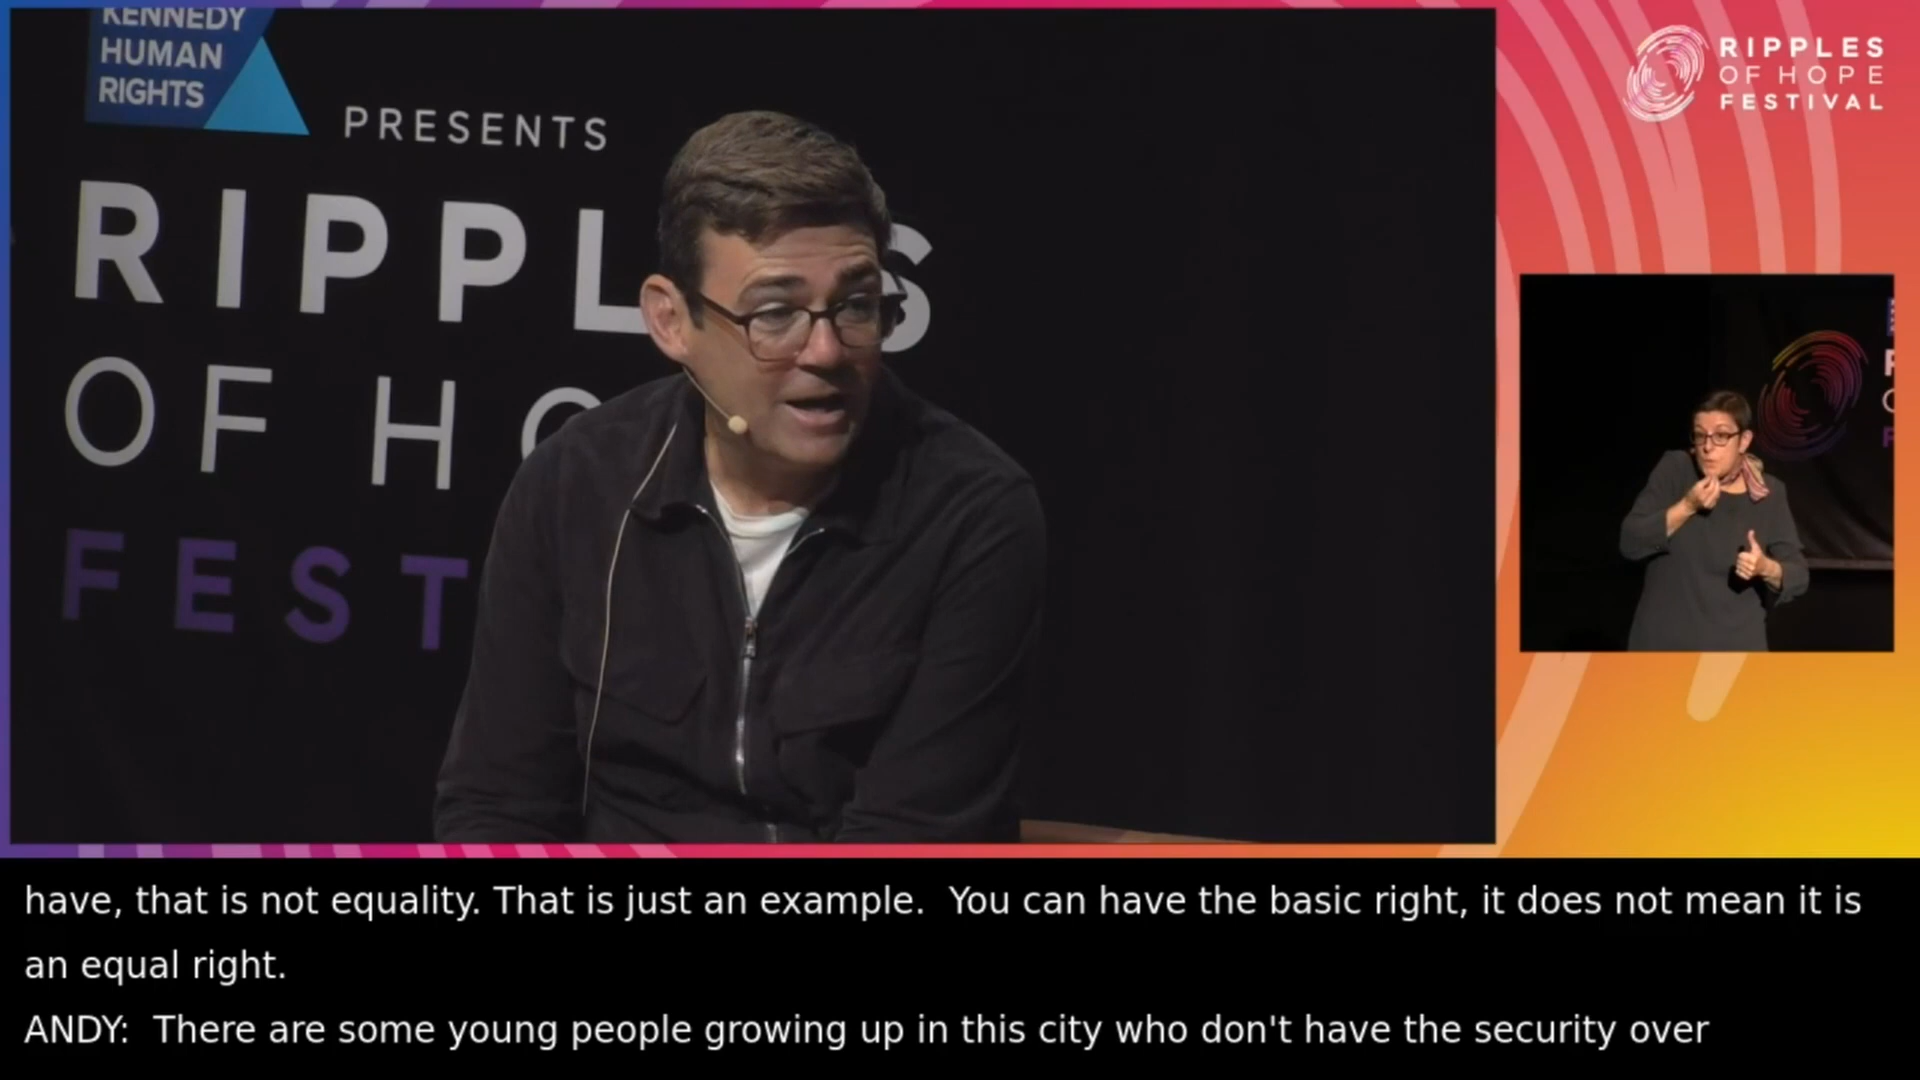 KENNEDY
HUMAN
RIGHTS
PRESENTS
RIPPLES
OF HO
FEST
RIPPLES
OF HOPE
FESTIVAL
have, that is not equality. That is just an example.  You can have the basic right, it does not mean it is
an equal right.
ANDY:  There are some young people growing up in this city who don't have the security over